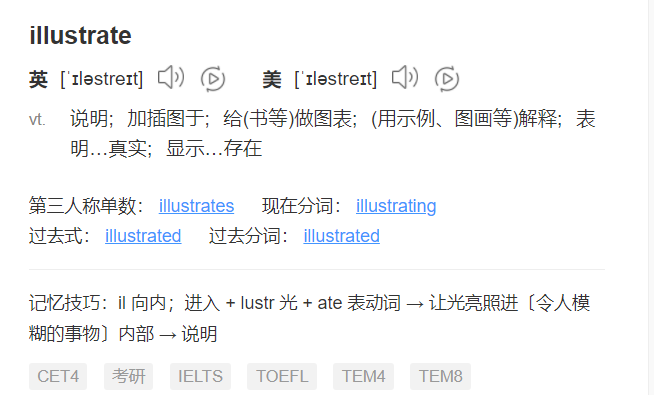 illustrate
英 [ˈɪləstreɪt] 美 [ˈɪləstreɪt]
vt. 说明；加插图于；给(书等)做图表；(用示例、图画等)解释；表
明…真实；显示…存在
第三人称单数： illustrates 现在分词： illustrating
过去式： illustrated 过去分词： illustrated
记忆技巧：il 向内；进入 + lustr 光 + ate 表动词 → 让光亮照进〔令人模
糊的事物〕内部 → 说明
CET4 考研 IELTS TOEFL TEM4 TEM8